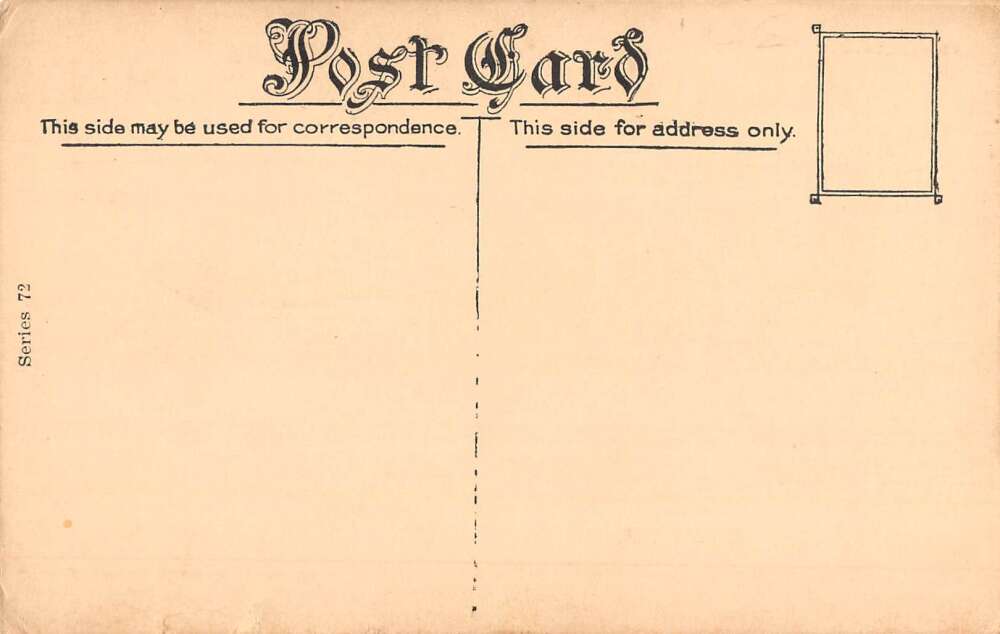 Post Card
This side may be used for correspondence.
This side for address only.
Series 72